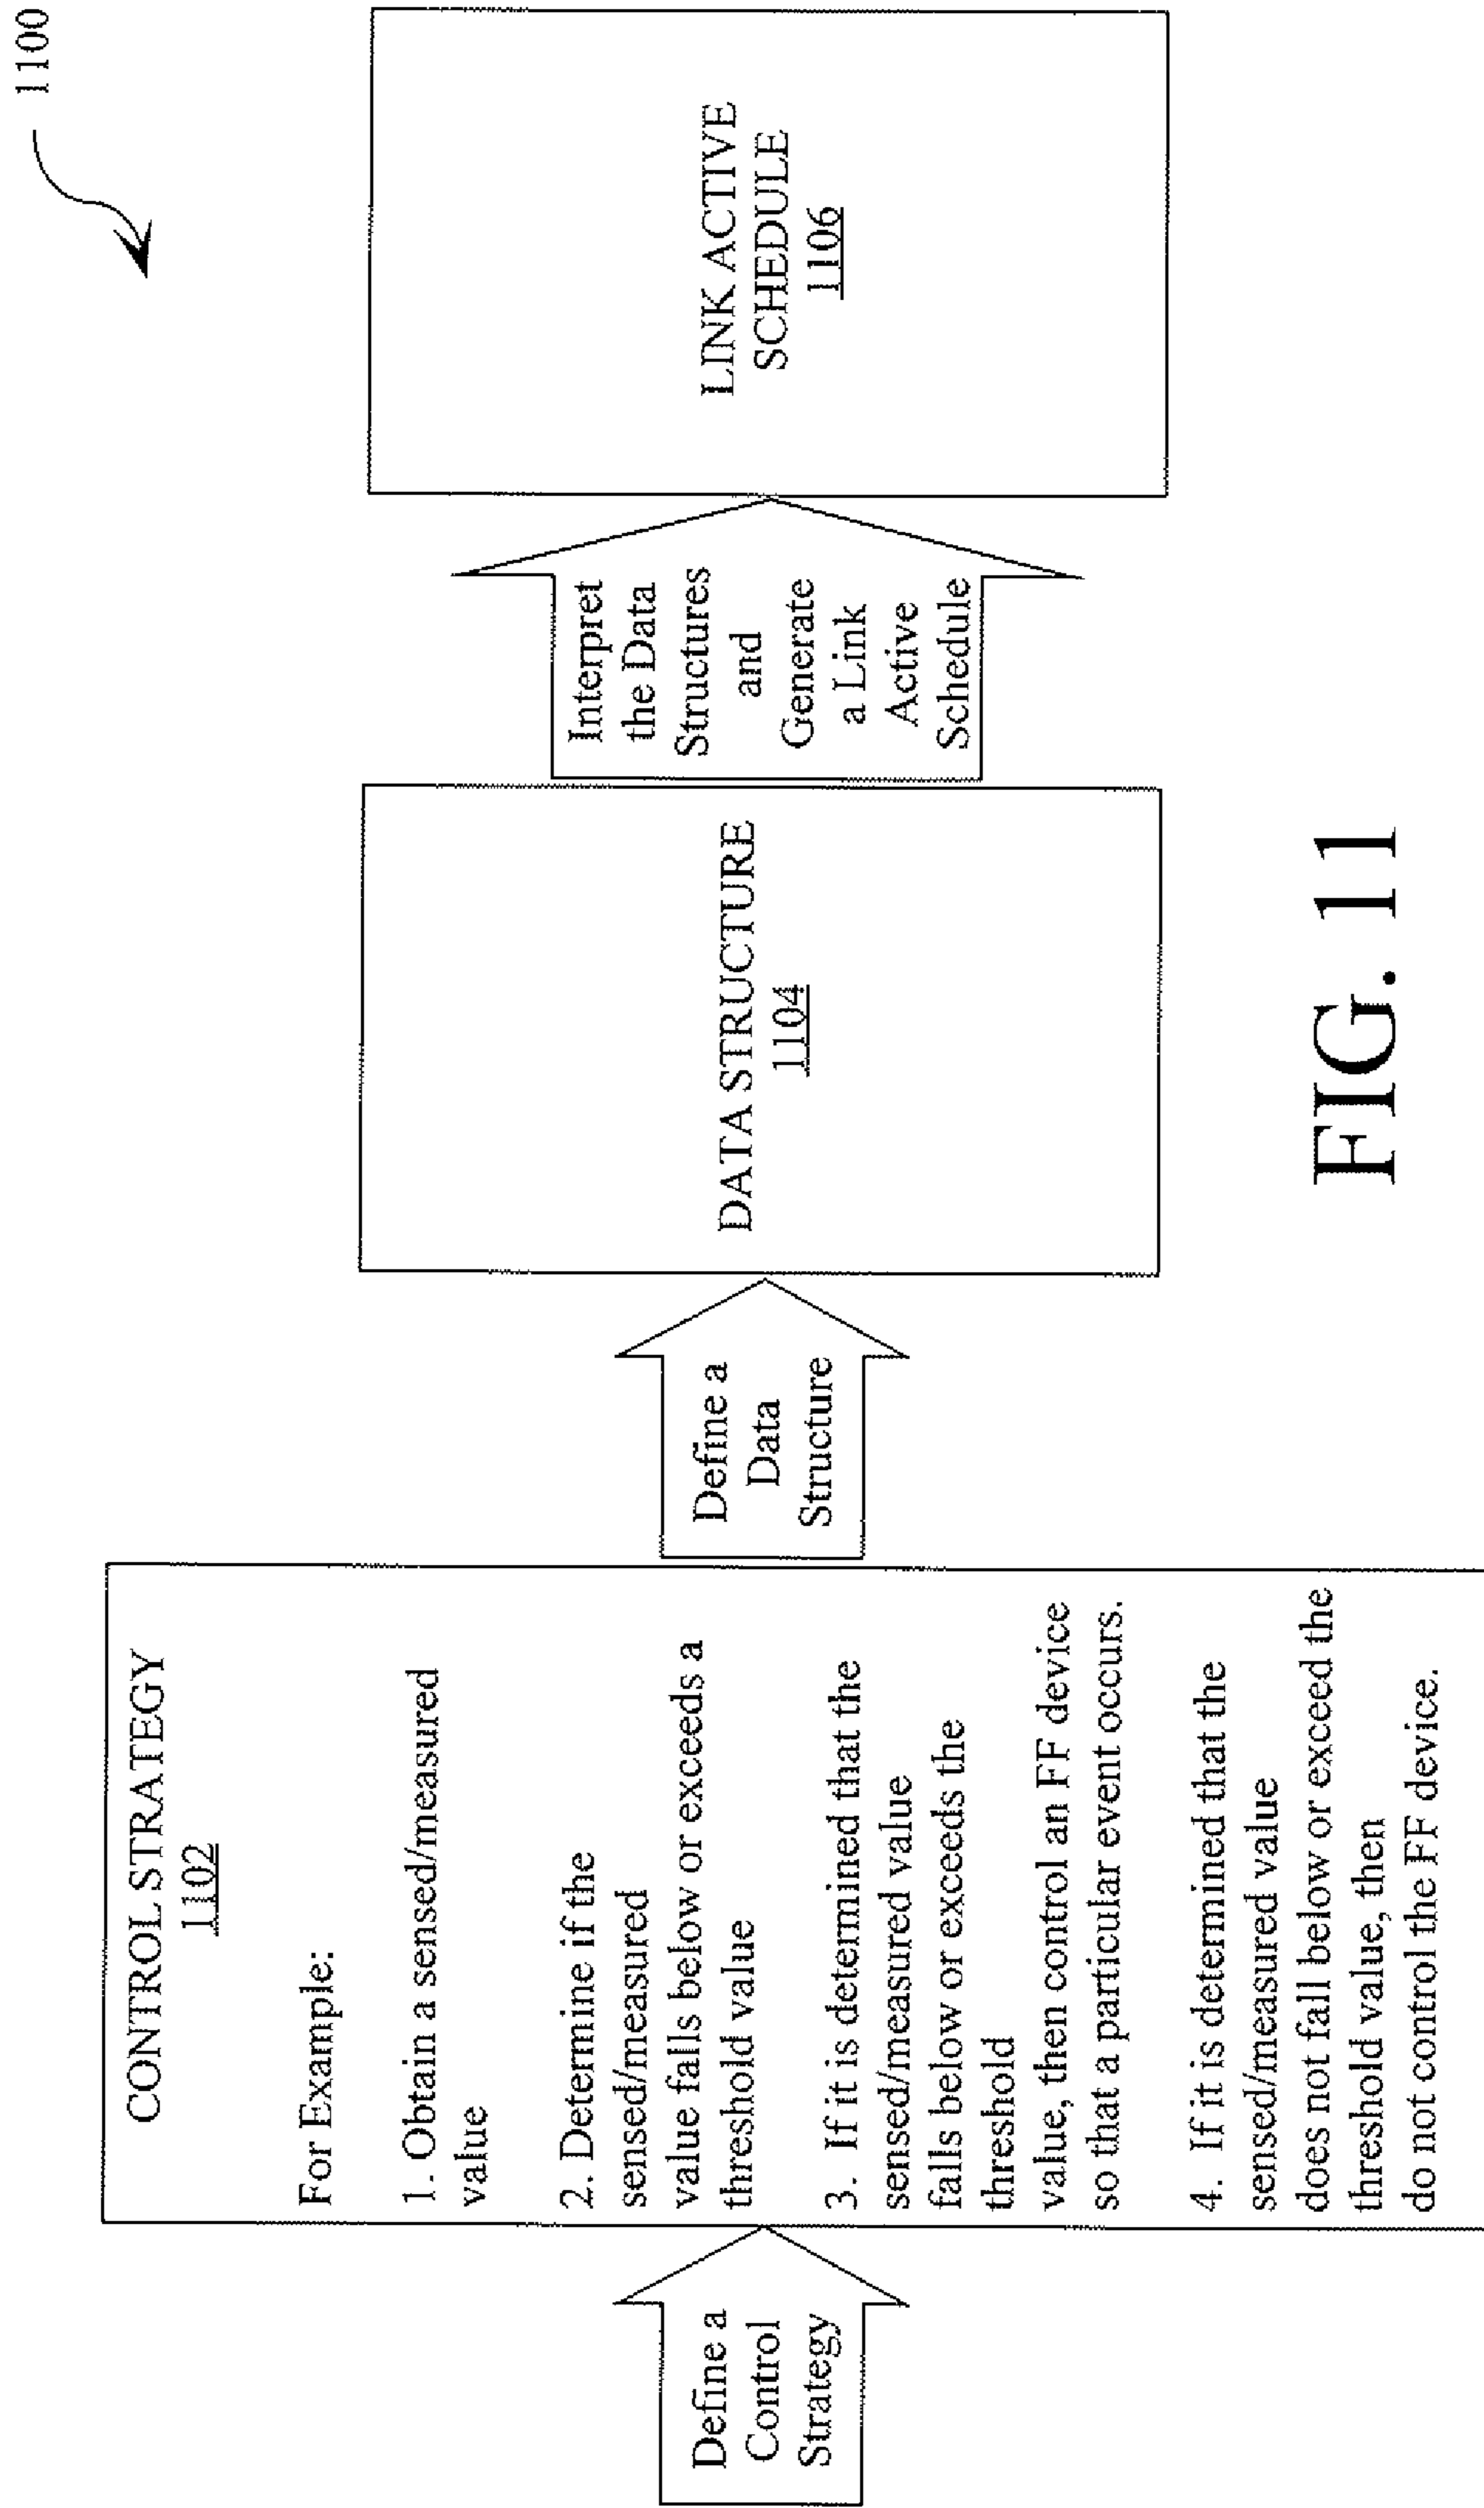 1100
Define a
Control
Strategy
CONTROL STRATEGY
1102
For Example:
1. Obtain a sensed/measured
value
2. Determine if the
sensed/measured
value falls below or exceeds a
threshold value
3. If it is determined that the
sensed/measured value
falls below or exceeds the
threshold
value, then control an FF device
so that a particular event occurs.
4. If it is determined that the
sensed/measured value
does not fall below or exceed the
threshold value, then
do not control the FF device.
Define a
Data
Structure
DATA STRUCTURE
1104
Interpret
the Data
Structures
and
Generate
a Link
Active
Schedule
LINK ACTIVE
SCHEDULE
1106
FIG. 11